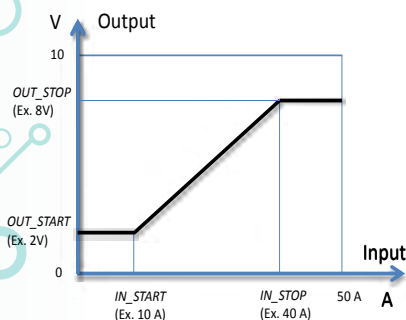 V Output
10
OUT_STOP
(Ex. 8V)
OUT_START
(Ex. 2V)
0
Input
IN_START
(Ex. 10 A)
IN_STOP
(Ex. 40 A)
50 A
A